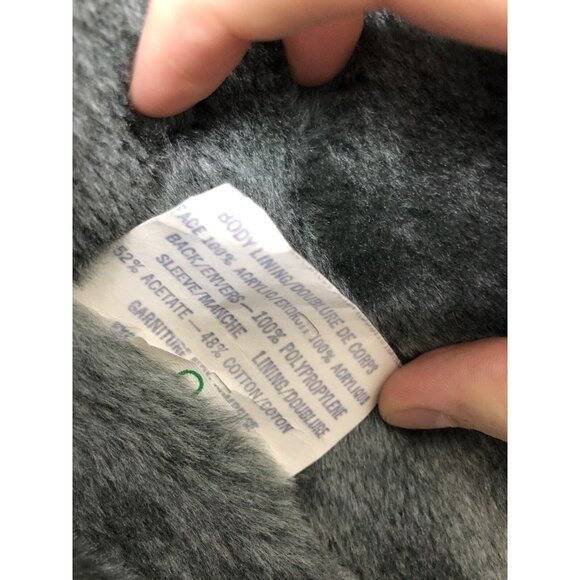 BODY LINING/DOUBLURE DE CORPS
FACE 100% ACRYLIC/ENDROIT 100% ACRYLIQUE
BACK/ENVERS — 100% POLYPROPYLENE
SLEEVE/MANCHE LINING/DOUBLURE
52% ACETATE — 48% COTTON/COTON
GARNITURE